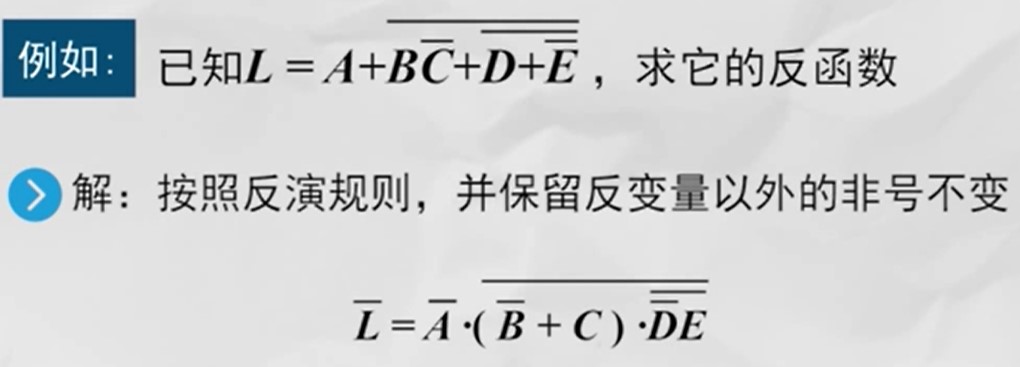 例如： 已知L = A+\overline{B\overline{C}+\overline{D+\overline{E}}} ，求它的反函数
解：按照反演规则，并保留反变量以外的非号不变
\overline{L} = \overline{A}·\overline{(\overline{B} + C)·\overline{\overline{D}E}}